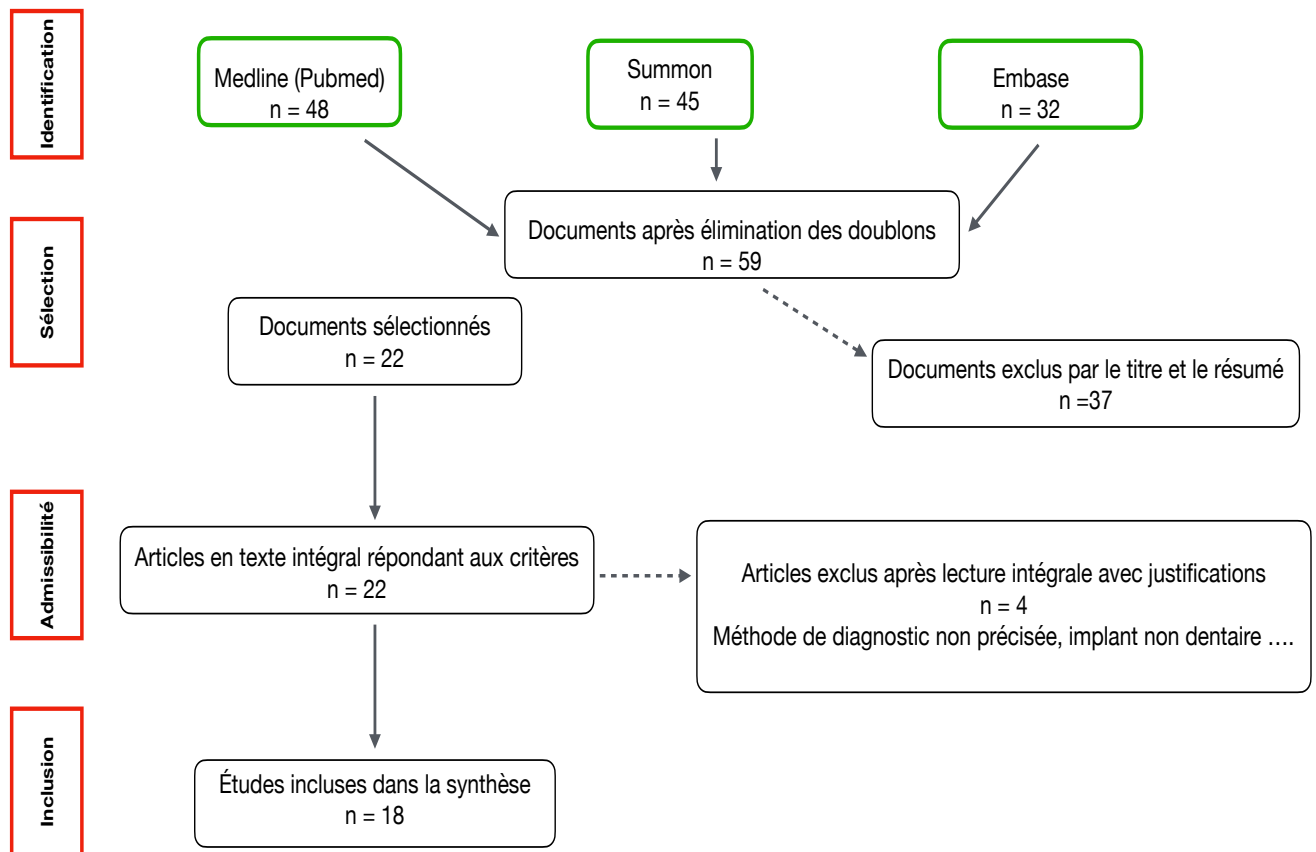 Identification
Medline (Pubmed)
n = 48
Summon
n = 45
Embase
n = 32
Sélection
Documents après élimination des doublons
n = 59
Documents sélectionnés
n = 22
Documents exclus par le titre et le résumé
n =37
Admissibilité
Articles en texte intégral répondant aux critères
n = 22
Articles exclus après lecture intégrale avec justifications
n = 4
Méthode de diagnostic non précisée, implant non dentaire ....
Inclusion
Études incluses dans la synthèse
n = 18